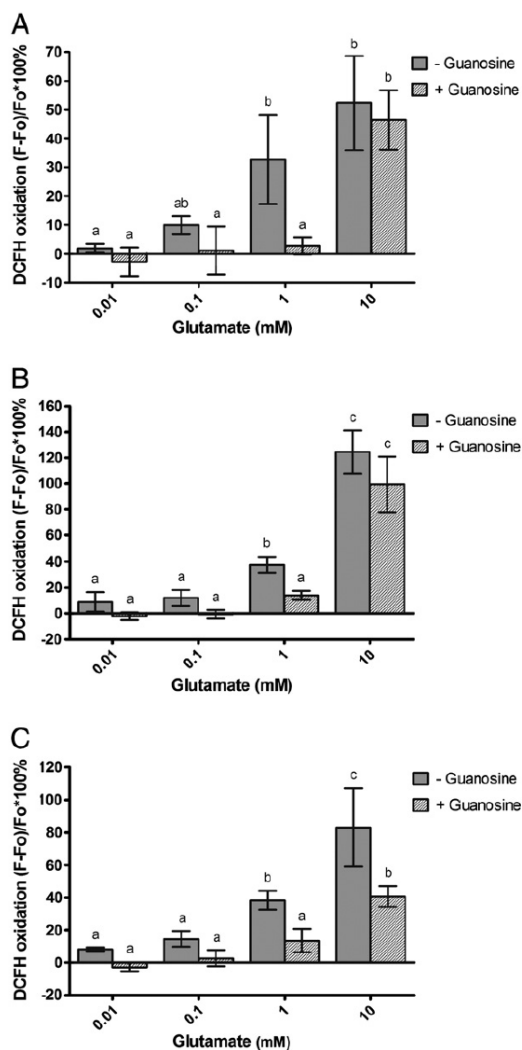 A
DCFH oxidation (F-Fo)/Fo*100%
70
60
50
40
30
20
10
0
-10
a
a
ab
a
b
a
b
b
- Guanosine
+ Guanosine
0.01
0.1
1
10
Glutamate (mM)
B
DCFH oxidation (F-Fo)/Fo*100%
160
140
120
100
80
60
40
20
0
-20
a
a
a
a
b
a
c
c
- Guanosine
+ Guanosine
0.01
0.1
1
10
Glutamate (mM)
C
DCFH oxidation (F-Fo)/Fo*100%
120
100
80
60
40
20
0
-20
a
a
a
a
b
a
c
b
- Guanosine
+ Guanosine
0.01
0.1
1
10
Glutamate (mM)